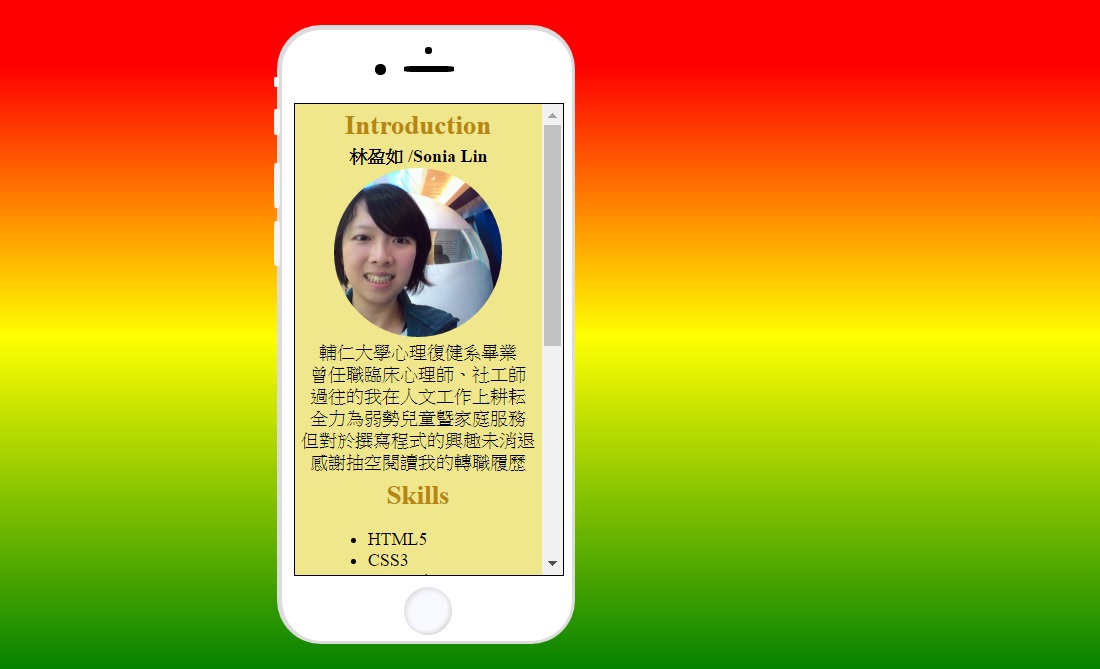 Introduction
林盈如 /Sonia Lin
輔仁大學心理復健系畢業
曾任職臨床心理師、社工師
過往的我在人文工作上耕耘
全力為弱勢兒童暨家庭服務
但對於撰寫程式的興趣未消退
感謝抽空閱讀我的轉職履歷
Skills
• HTML5
• CSS3